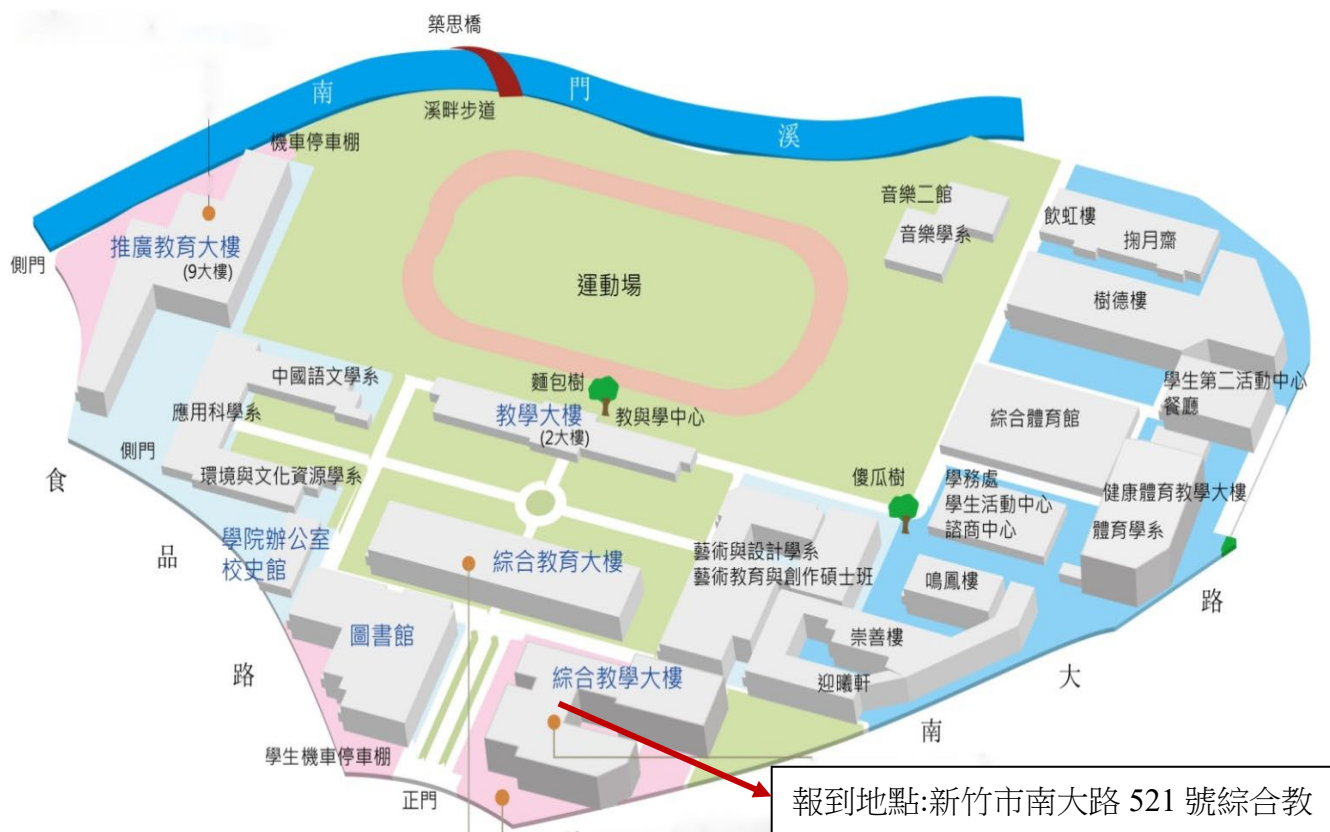 築思橋
南門溪
溪畔步道
機車停車棚
音樂二館
音樂學系
飲虹樓
掬月齋
推廣教育大樓
(9大樓)
側門
運動場
樹德樓
中國語文學系
麵包樹
教學大樓
(2大樓)
教與學中心
學生第二活動中心
餐廳
應用科學系
綜合體育館
側門
環境與文化資源學系
傻瓜樹
學務處
學生活動中心
諮商中心
健康體育教學大樓
體育學系
學院辦公室
校史館
綜合教育大樓
藝術與設計學系
藝術教育與創作碩士班
鳴鳳樓
圖書館
崇善樓
綜合教學大樓
迎曦軒
食品路
南大路
學生機車停車棚
正門
報到地點:新竹市南大路 521 號綜合教